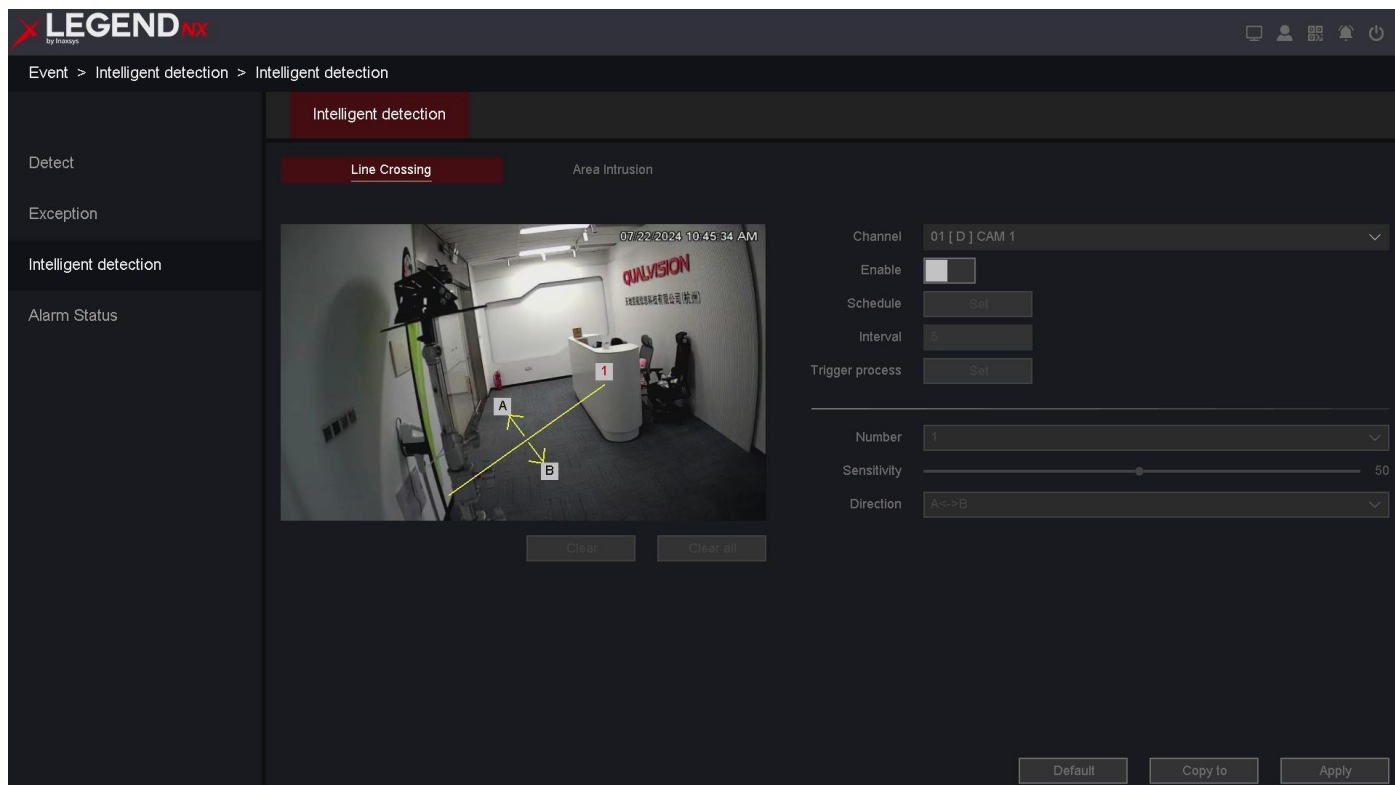 XLEGEND NX
by Inaxsys
Event > Intelligent detection > Intelligent detection
Intelligent detection
Detect
Exception
Intelligent detection
Alarm Status
Line Crossing
Area Intrusion
07/22/2024 10:45:34 AM
QUALVISION
1
A
B
Clear
Clear all
Channel
01 [ D ] CAM 1
Enable
Schedule
Set
Interval
5
Trigger process
Set
Number
1
Sensitivity
50
Direction
A<->B
Default
Copy to
Apply